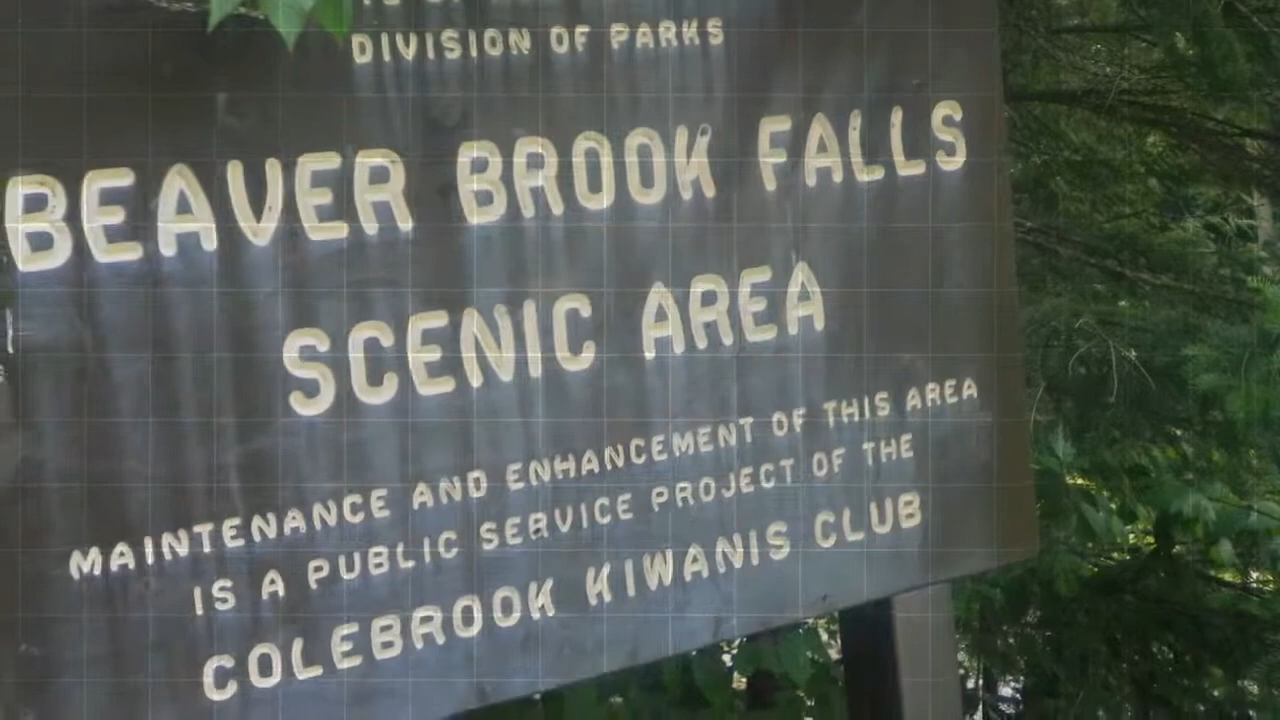 DIVISION OF PARKS
BEAVER BROOK FALLS
SCENIC AREA
MAINTENANCE AND ENHANCEMENT OF THIS AREA
IS A PUBLIC SERVICE PROJECT OF THE
COLEBROOK KIWANIS CLUB